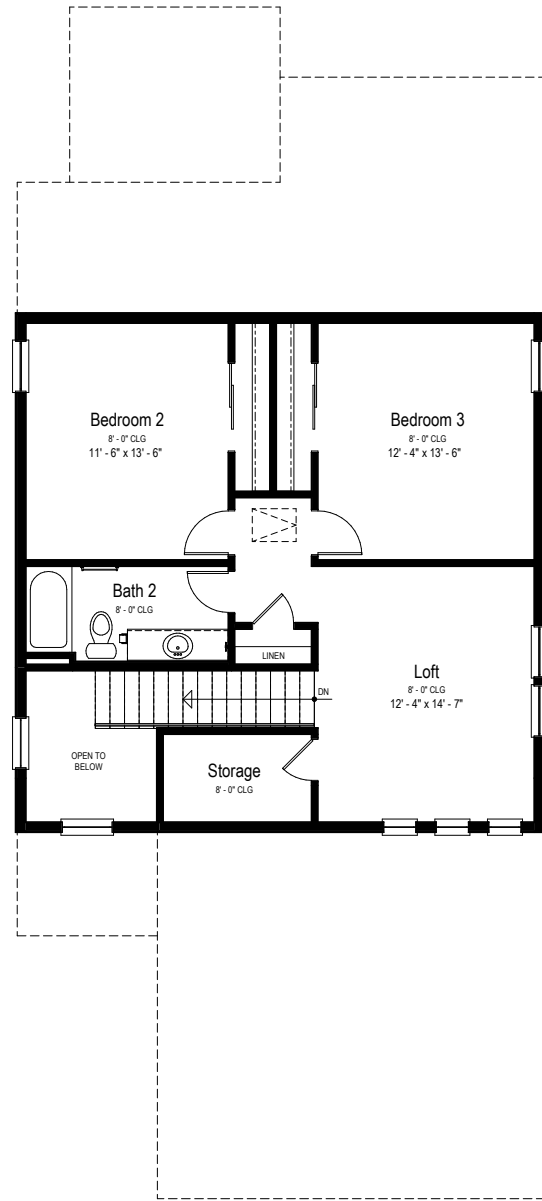 Bedroom 2
8' - 0" CLG
11' - 6" x 13' - 6"
Bedroom 3
8' - 0" CLG
12' - 4" x 13' - 6"
Bath 2
8' - 0" CLG
LINEN
Loft
8' - 0" CLG
12' - 4" x 14' - 7"
DN
OPEN TO
BELOW
Storage
8' - 0" CLG